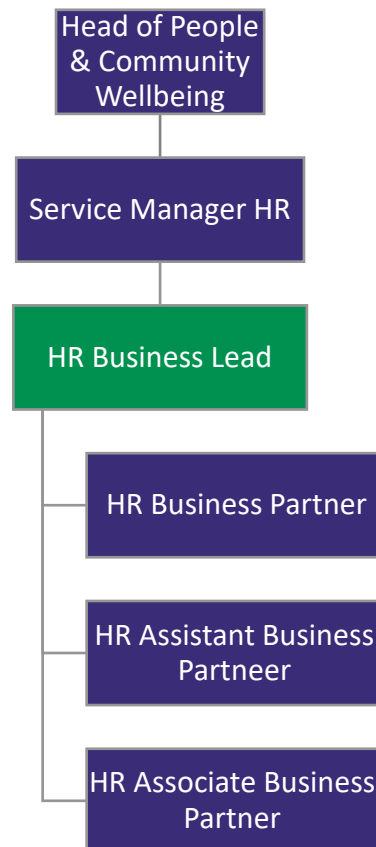 Head of People
& Community
Wellbeing
Service Manager HR
HR Business Lead
HR Business Partner
HR Assistant Business
Partneer
HR Associate Business
Partner